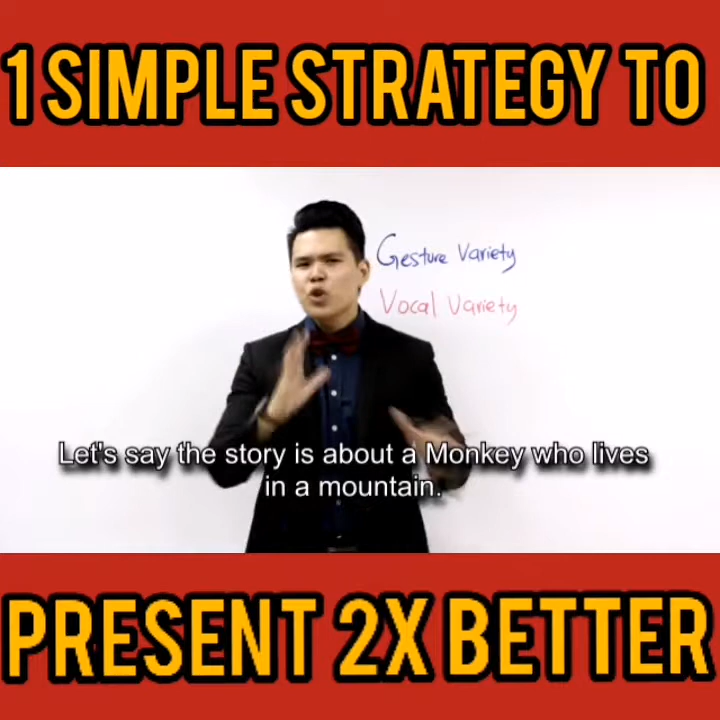 1 SIMPLE STRATEGY TO
Gesture Variety
Vocal Variety
Let's say the story is about a Monkey who lives
in a mountain.
PRESENT 2X BETTER